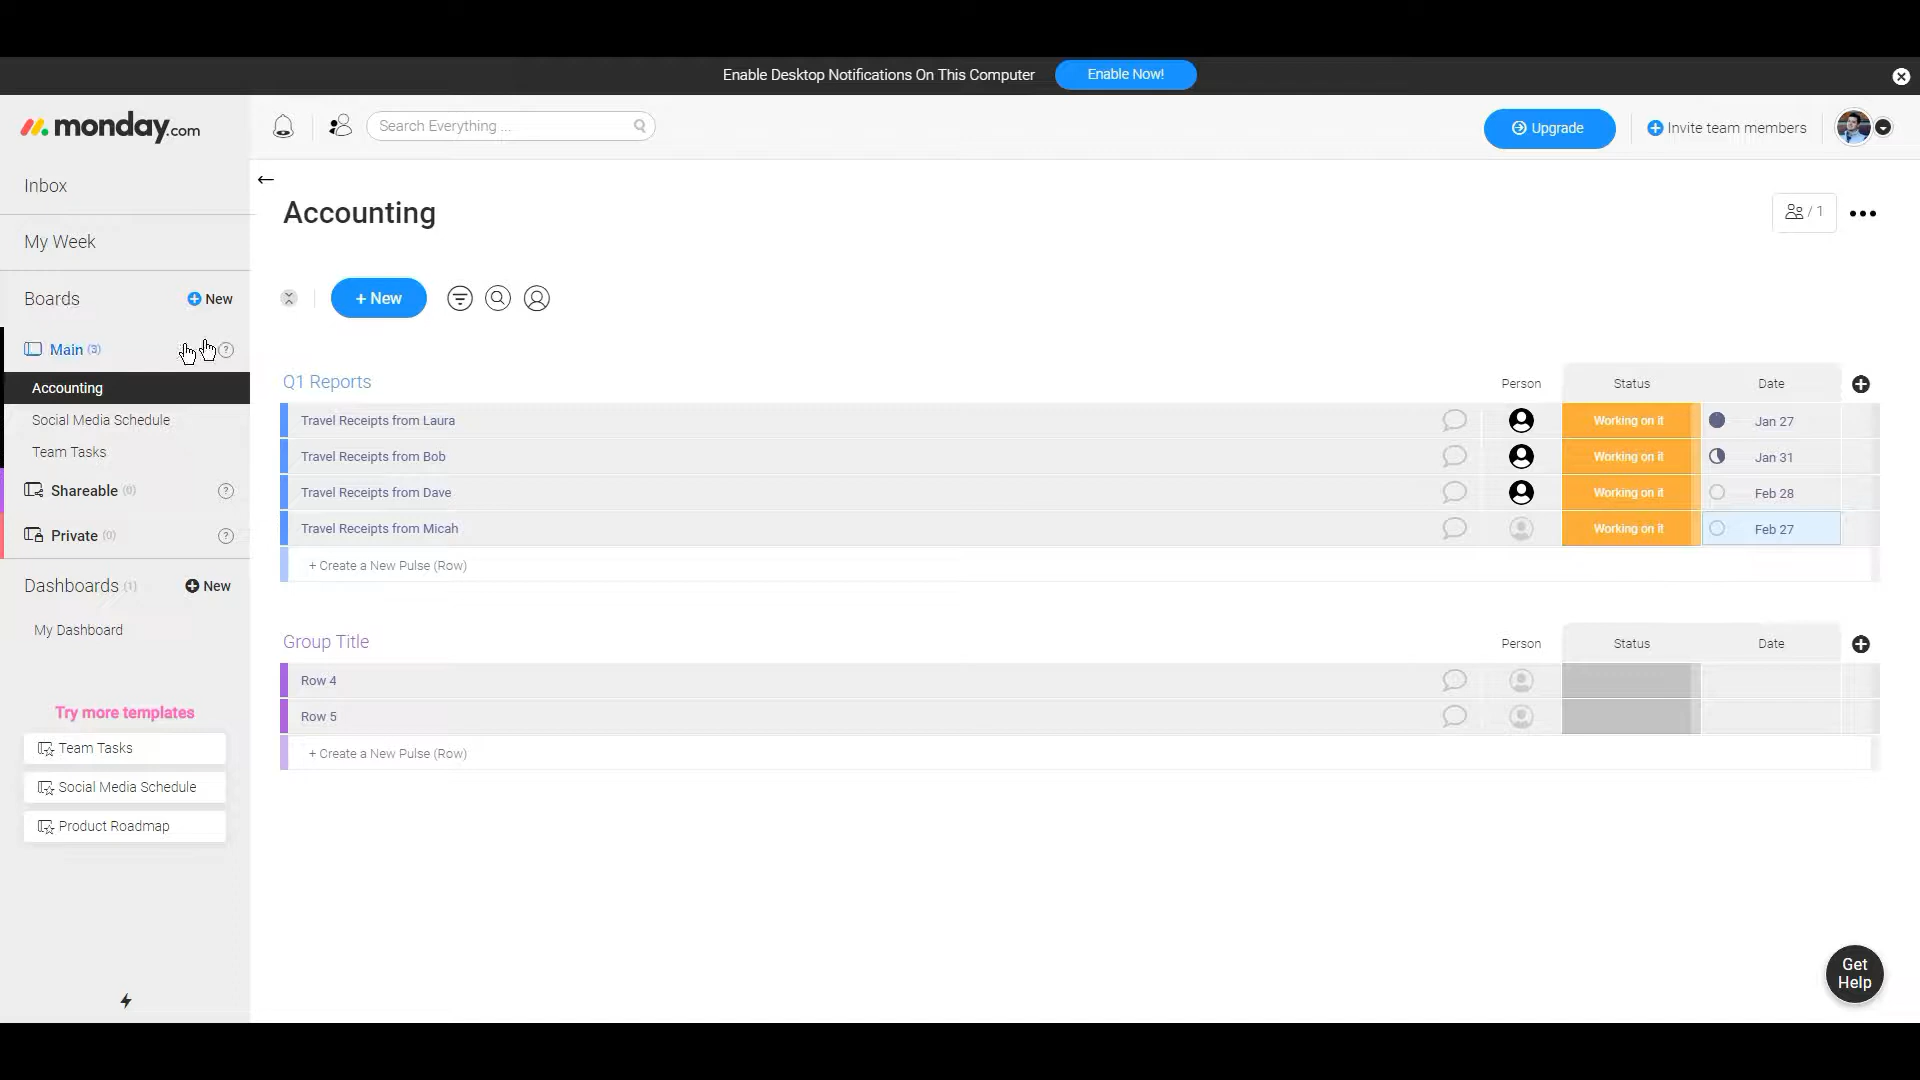 Enable Desktop Notifications On This Computer Enable Now!
monday.com
Search Everything ...
Upgrade
Invite team members
Inbox
My Week
Boards
New
Main (3)
?
Accounting
Social Media Schedule
Team Tasks
Shareable (0)
?
Private (0)
?
Dashboards (1)
New
My Dashboard
Try more templates
Team Tasks
Social Media Schedule
Product Roadmap
Accounting
/ 1
+ New
Q1 Reports Person Status Date
Travel Receipts from Laura Working on it Jan 27
Travel Receipts from Bob Working on it Jan 31
Travel Receipts from Dave Working on it Feb 28
Travel Receipts from Micah Working on it Feb 27
+ Create a New Pulse (Row)
Group Title Person Status Date
Row 4
Row 5
+ Create a New Pulse (Row)
Get
Help